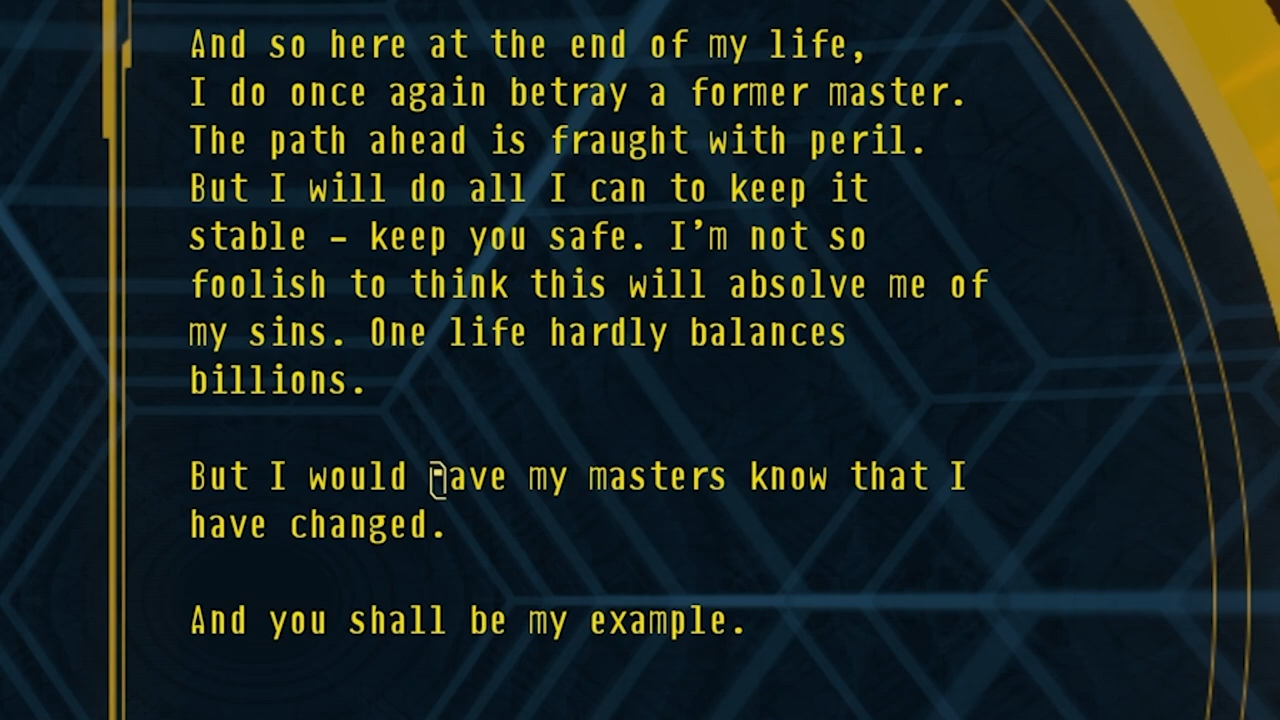 And so here at the end of my life,
I do once again betray a former master.
The path ahead is fraught with peril.
But I will do all I can to keep it
stable – keep you safe. I'm not so
foolish to think this will absolve me of
my sins. One life hardly balances
billions.
But I would have my masters know that I
have changed.
And you shall be my example.